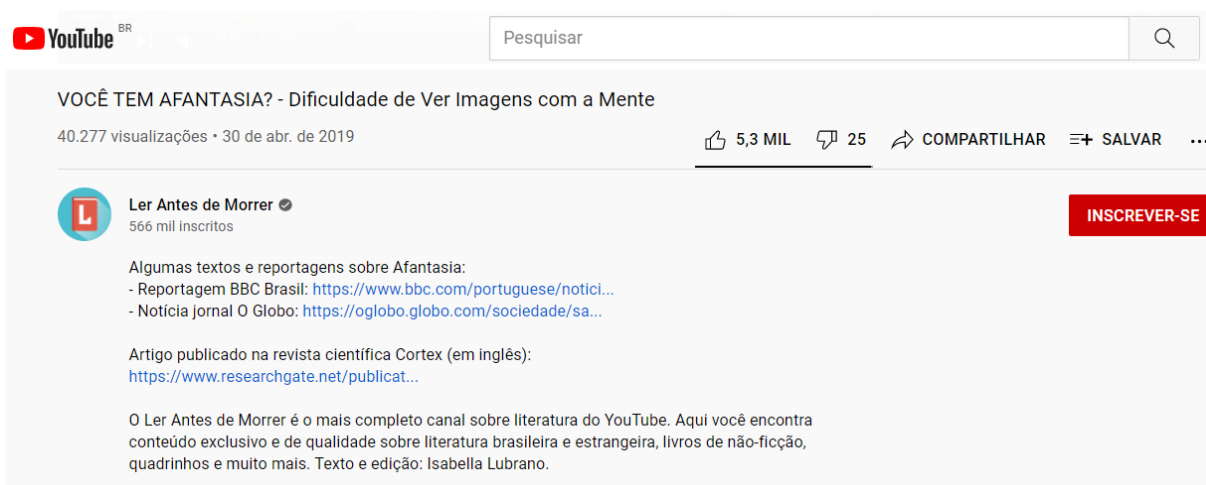 YouTube BR
Pesquisar
VOCÊ TEM AFANTASIA? - Dificuldade de Ver Imagens com a Mente
40.277 visualizações • 30 de abr. de 2019
5,3 MIL 25 COMPARTILHAR SALVAR ...
Ler Antes de Morrer
566 mil inscritos
INSCREVER-SE
Algumas textos e reportagens sobre Afantasia:
- Reportagem BBC Brasil: https://www.bbc.com/portuguese/notici...
- Notícia jornal O Globo: https://oglobo.globo.com/sociedade/sa...
Artigo publicado na revista científica Cortex (em inglês):
https://www.researchgate.net/publicat...
O Ler Antes de Morrer é o mais completo canal sobre literatura do YouTube. Aqui você encontra
conteúdo exclusivo e de qualidade sobre literatura brasileira e estrangeira, livros de não-ficção,
quadrinhos e muito mais. Texto e edição: Isabella Lubrano.